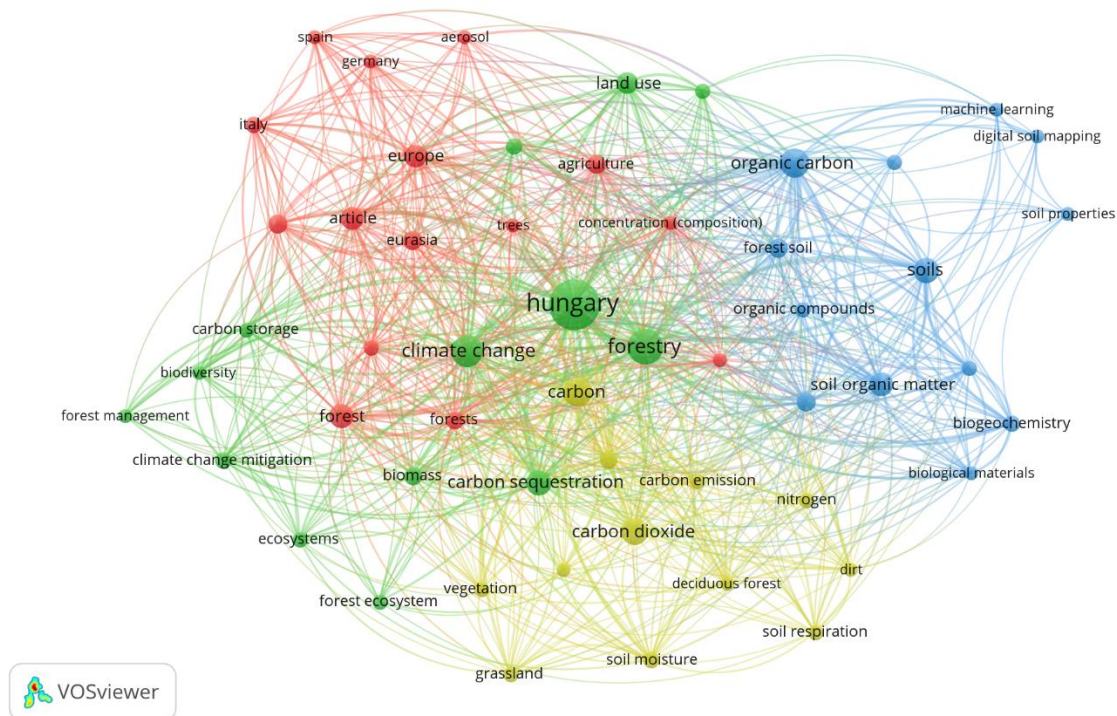 spain
aerosol
germany
land use
machine learning
italy
digital soil mapping
europe
agriculture
organic carbon
article
trees
concentration (composition)
soil properties
eurasia
forest soil
soils
hungary
organic compounds
carbon storage
climate change
forestry
biodiversity
carbon
soil organic matter
forest management
forest
forests
biogeochemistry
climate change mitigation
biomass
carbon sequestration
carbon emission
biological materials
nitrogen
carbon dioxide
ecosystems
vegetation
deciduous forest
dirt
forest ecosystem
soil respiration
grassland
soil moisture
VOSviewer